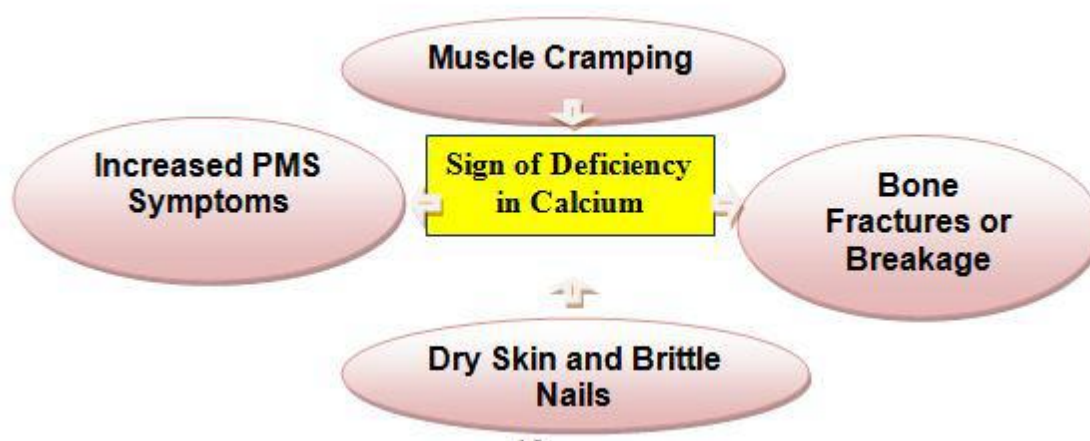 Muscle Cramping
Increased PMS
Symptoms
Sign of Deficiency
in Calcium
Bone
Fractures or
Breakage
Dry Skin and Brittle
Nails